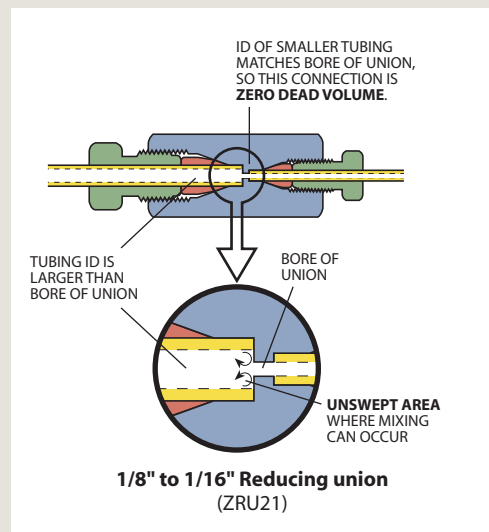 ID OF SMALLER TUBING
MATCHES BORE OF UNION,
SO THIS CONNECTION IS
ZERO DEAD VOLUME.
TUBING ID IS
LARGER THAN
BORE OF UNION
BORE OF
UNION
UNSWEPT AREA
WHERE MIXING
CAN OCCUR
1/8" to 1/16" Reducing union
(ZRU21)